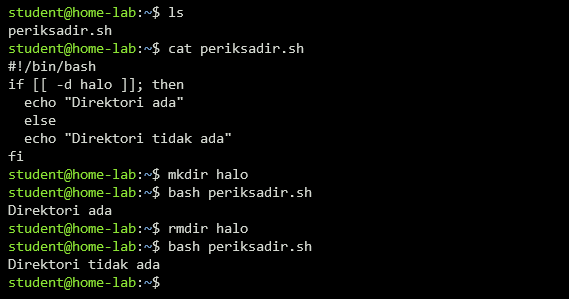 student@home-lab:~$ ls
periksadir.sh
student@home-lab:~$ cat periksadir.sh
#!/bin/bash
if [[ -d halo ]]; then
  echo "Direktori ada"
  else
  echo "Direktori tidak ada"
fi
student@home-lab:~$ mkdir halo
student@home-lab:~$ bash periksadir.sh
Direktori ada
student@home-lab:~$ rmdir halo
student@home-lab:~$ bash periksadir.sh
Direktori tidak ada
student@home-lab:~$